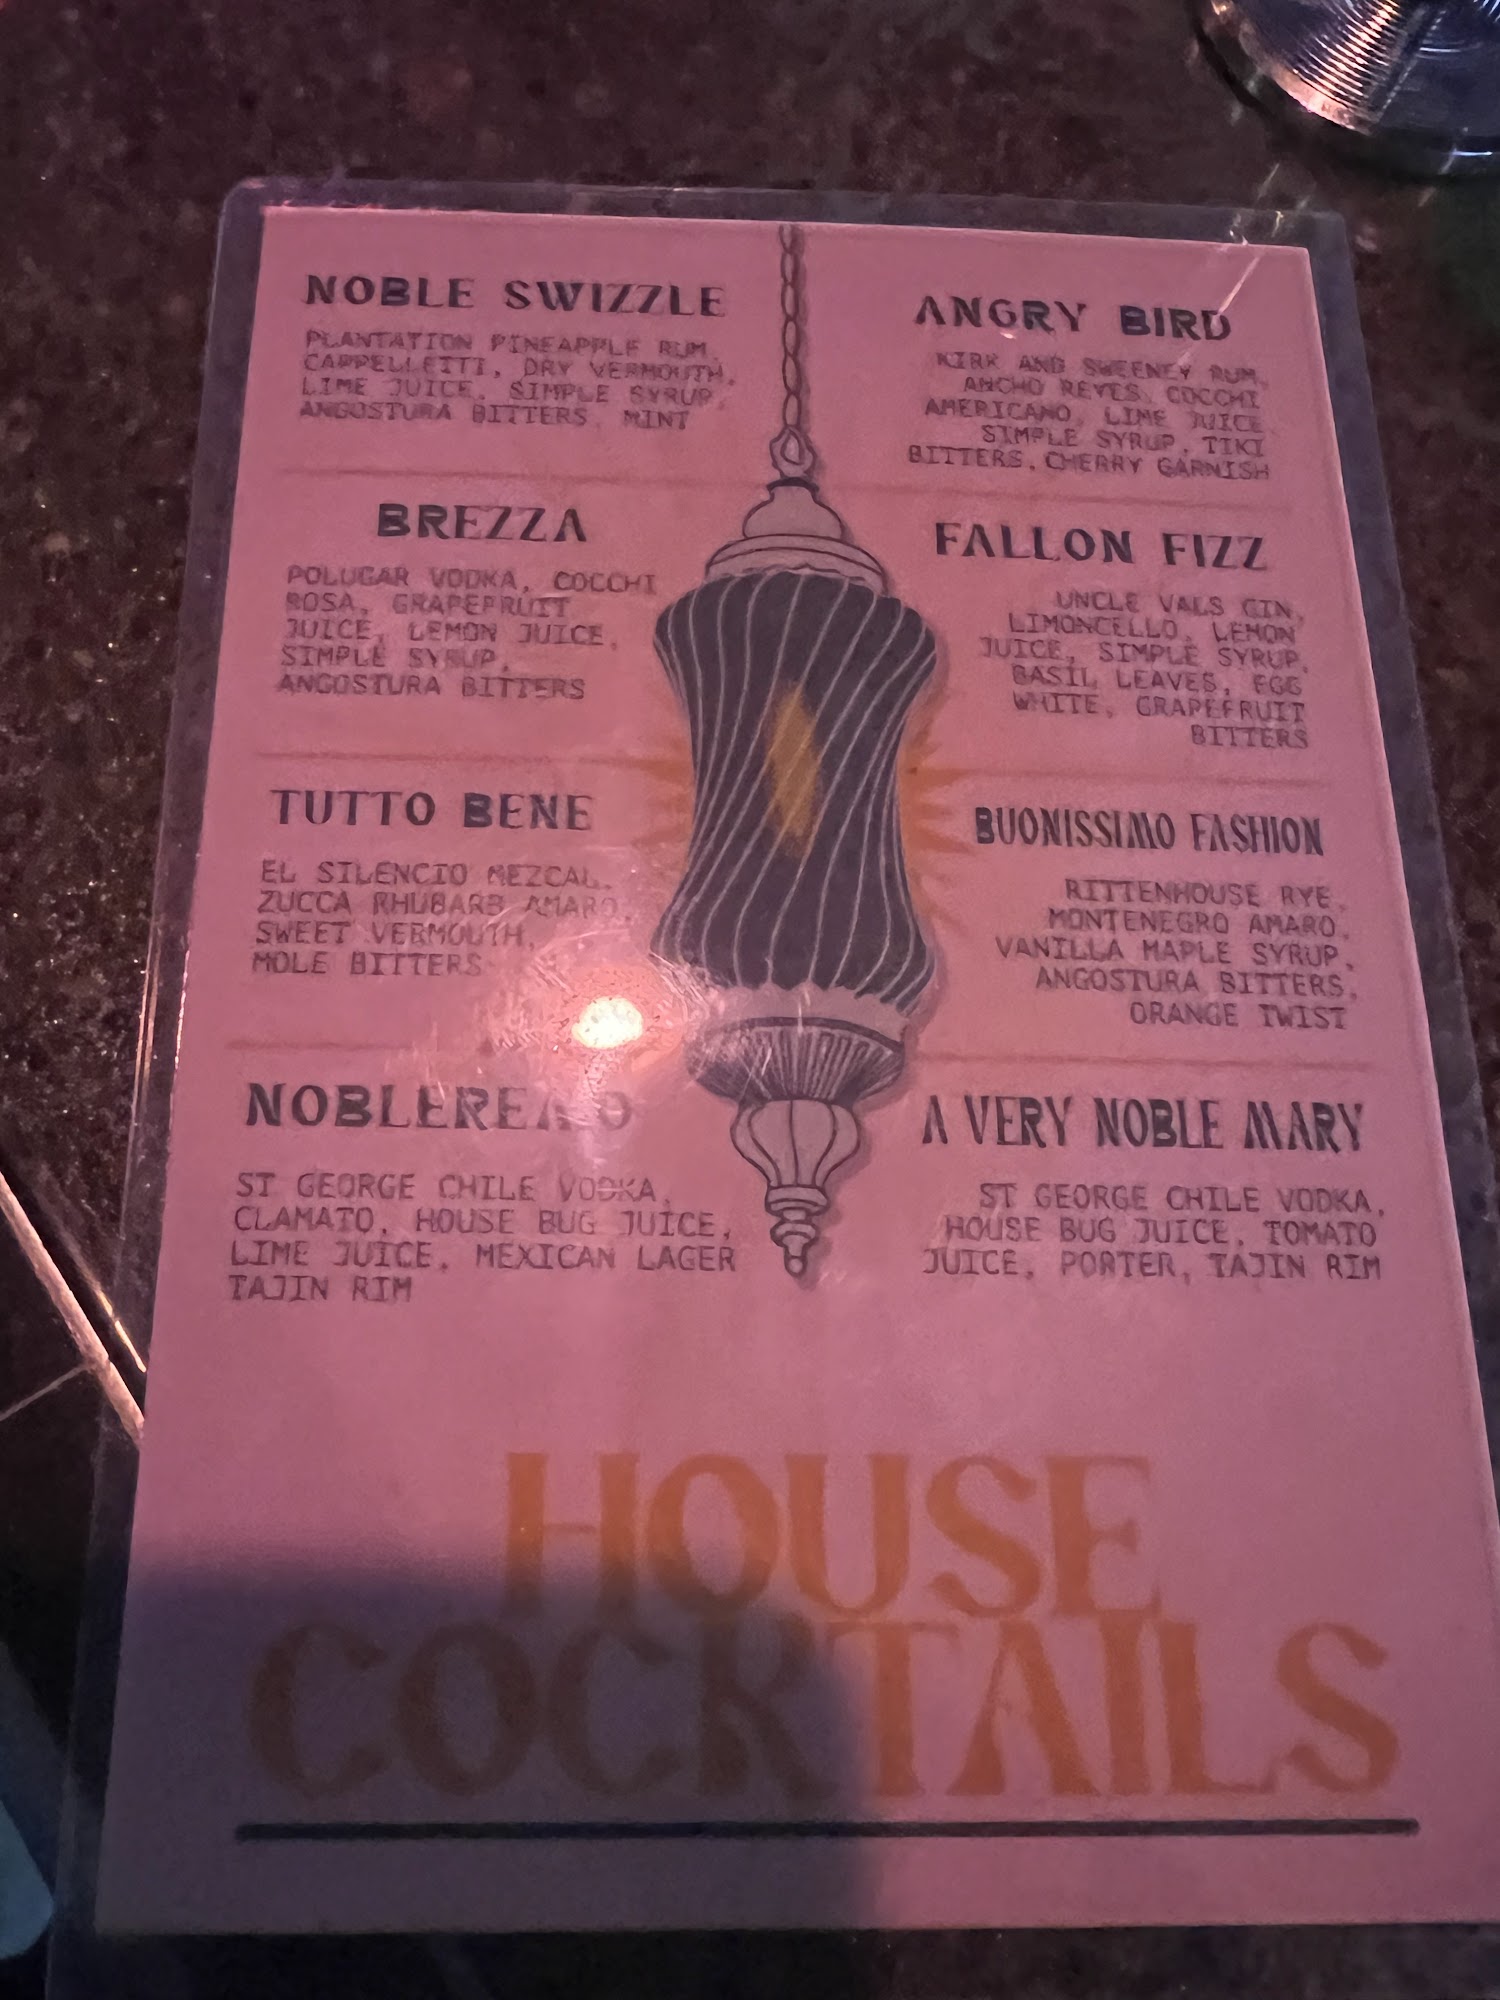 NOBLE SWIZZLE
PLANTATION PINEAPPLE RUM,
CAPPELLETTI, DRY VERMOUTH,
LIME JUICE, SIMPLE SYRUP,
ANGOSTURA BITTERS, MINT
BREZZA
POLUGAR VODKA, COCCHI
ROSA, GRAPEFRUIT
JUICE, LEMON JUICE,
SIMPLE SYRUP,
ANGOSTURA BITTERS
TUTTO BENE
EL SILENCIO MEZCAL,
ZUCCA RHUBARB AMARO,
SWEET VERMOUTH,
MOLE BITTERS
ST GEORGE CHILE VODKA,
CLAMATO, HOUSE BUG JUICE,
LIME JUICE, MEXICAN LAGER
TAJIN RIM
ANGRY BIRD
KIRK AND SWEENEY RUM,
ANCHO REYES, COCCHI
AMERICANO, LIME JUICE,
SIMPLE SYRUP, TIKI
BITTERS, CHERRY GARNISH
FALLON FIZZ
UNCLE VALS GIN,
LIMONCELLO, LEMON
JUICE, SIMPLE SYRUP,
BASIL LEAVES, EGG
WHITE, GRAPEFRUIT
BITTERS
BUONISSIMO FASHION
RITTENHOUSE RYE,
MONTENEGRO AMARO,
VANILLA MAPLE SYRUP,
ANGOSTURA BITTERS,
ORANGE TWIST
A VERY NOBLE MARY
ST GEORGE CHILE VODKA,
HOUSE BUG JUICE, TOMATO
JUICE, PORTER, TAJIN RIM
HOUSE
COCKTAILS